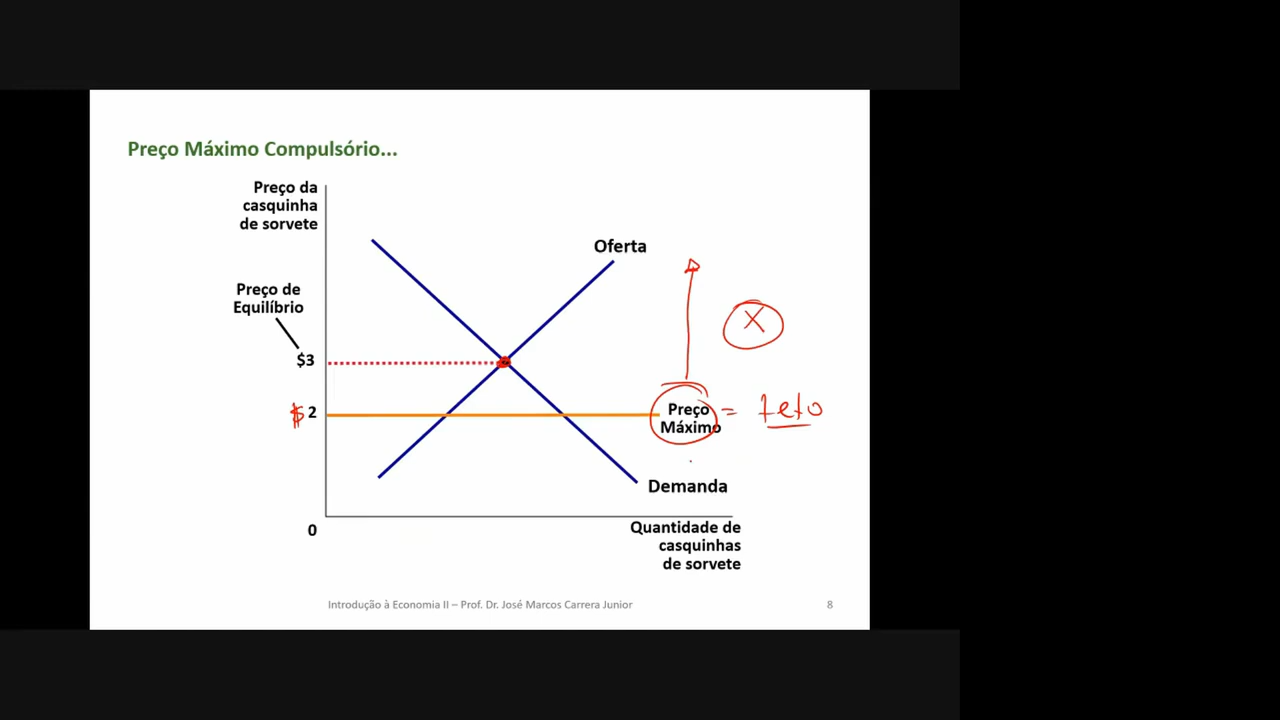 Preço Máximo Compulsório...
Preço da
casquinha
de sorvete
Oferta
Preço de
Equilíbrio
$3
X
$ 2
Preço
Máximo
= teto
Demanda
0
Quantidade de
casquinhas
de sorvete
Introdução à Economia II – Prof. Dr. José Marcos Carrera Junior
8